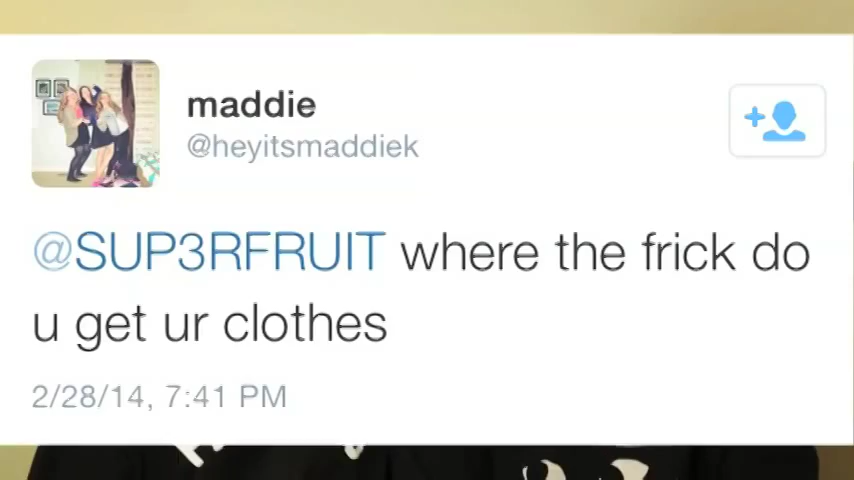 maddie
@heyitsmaddiek
@SUP3RFRUIT where the frick do
u get ur clothes
2/28/14, 7:41 PM